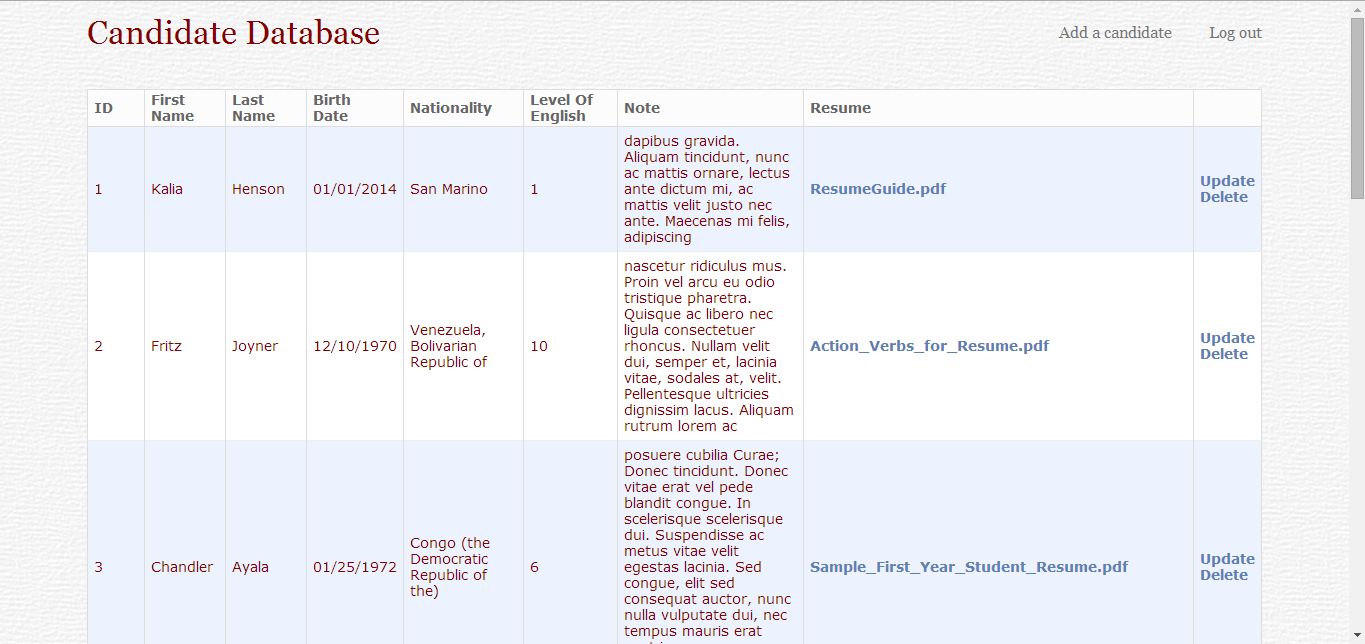 Candidate Database
Add a candidate
Log out
ID
First
Name
Last
Name
Birth
Date
Nationality
Level Of
English
Note
Resume
1
Kalia
Henson
01/01/2014
San Marino
1
dapibus gravida.
Aliquam tincidunt, nunc
ac mattis ornare, lectus
ante dictum mi, ac
mattis velit justo nec
ante. Maecenas mi felis,
adipiscing
ResumeGuide.pdf
Update
Delete
2
Fritz
Joyner
12/10/1970
Venezuela,
Bolivarian
Republic of
10
nascetur ridiculus mus.
Proin vel arcu eu odio
tristique pharetra.
Quisque ac libero nec
ligula consectetuer
rhoncus. Nullam velit
dui, semper et, lacinia
vitae, sodales at, velit.
Pellentesque ultricies
dignissim lacus. Aliquam
rutrum lorem ac
Action_Verbs_for_Resume.pdf
Update
Delete
3
Chandler
Ayala
01/25/1972
Congo (the
Democratic
Republic of
the)
6
posuere cubilia Curae;
Donec tincidunt. Donec
vitae erat vel pede
blandit congue. In
scelerisque scelerisque
dui. Suspendisse ac
metus vitae velit
egestas lacinia. Sed
congue, elit sed
consequat auctor, nunc
nulla vulputate dui, nec
tempus mauris erat
Sample_First_Year_Student_Resume.pdf
Update
Delete